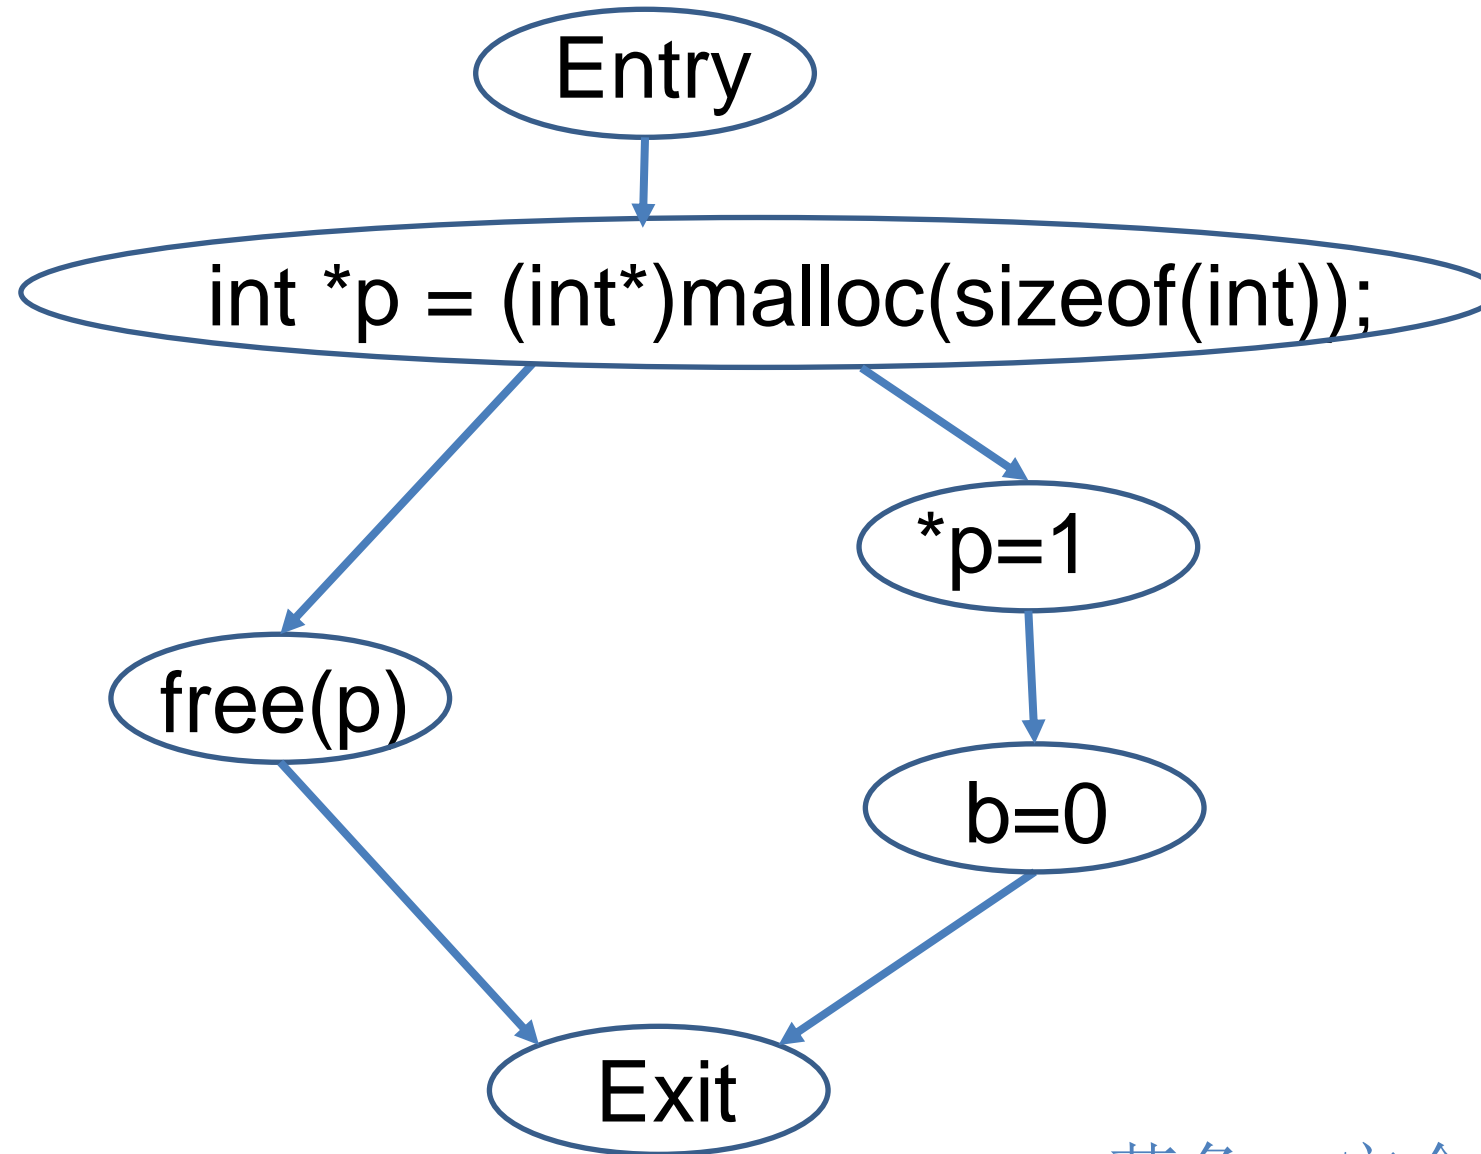 Entry
int *p = (int*)malloc(sizeof(int));
*p=1
free(p)
b=0
Exit